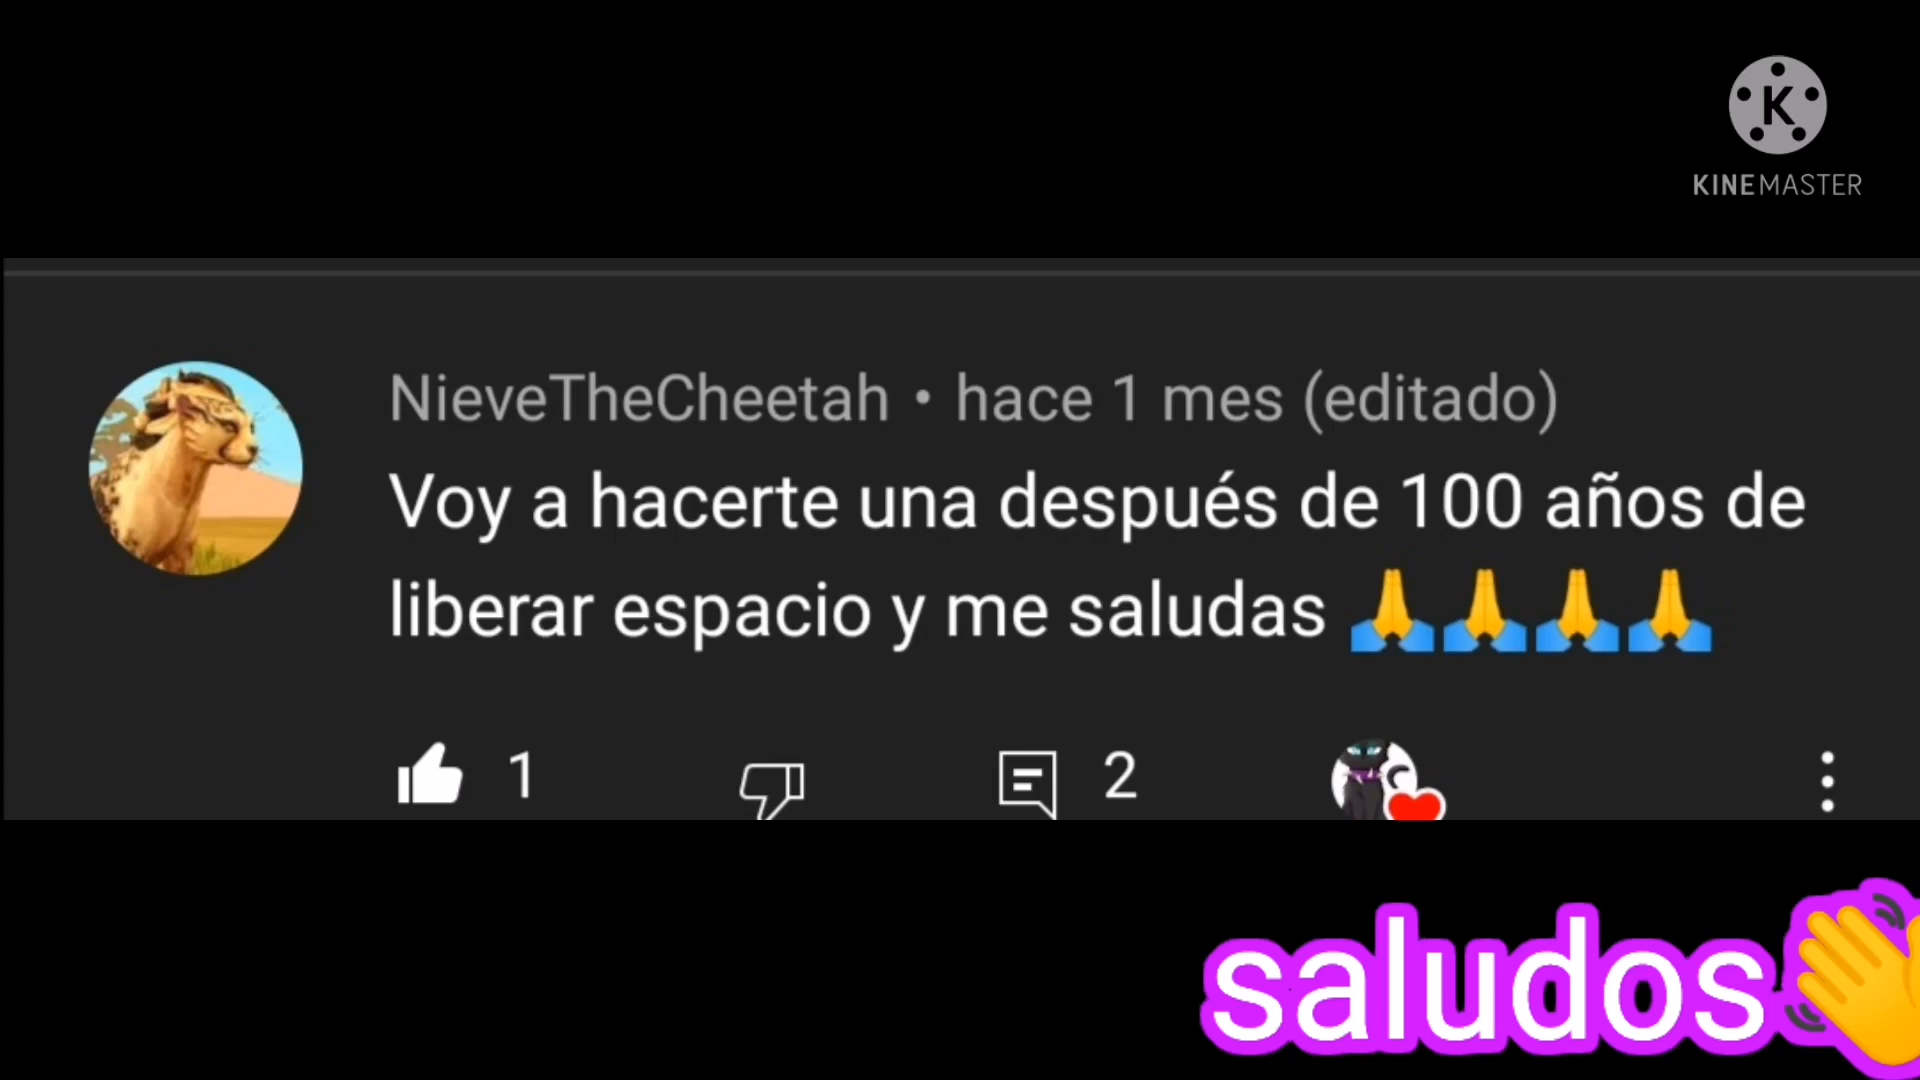 K
KINEMASTER
NieveTheCheetah • hace 1 mes (editado)
Voy a hacerte una después de 100 años de
liberar espacio y me saludas 🙏🙏🙏🙏
1 2
saludos👋